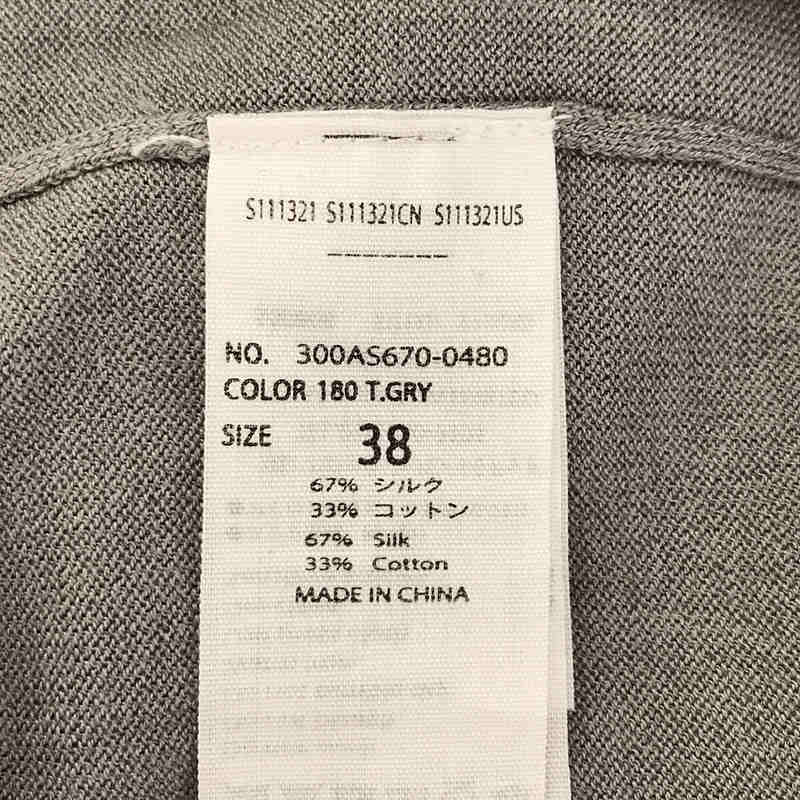 S111321 S111321CN S111321US
NO. 300AS670-0480
COLOR 180 T.GRY
SIZE 38
67% シルク
33% コットン
67% Silk
33% Cotton
MADE IN CHINA